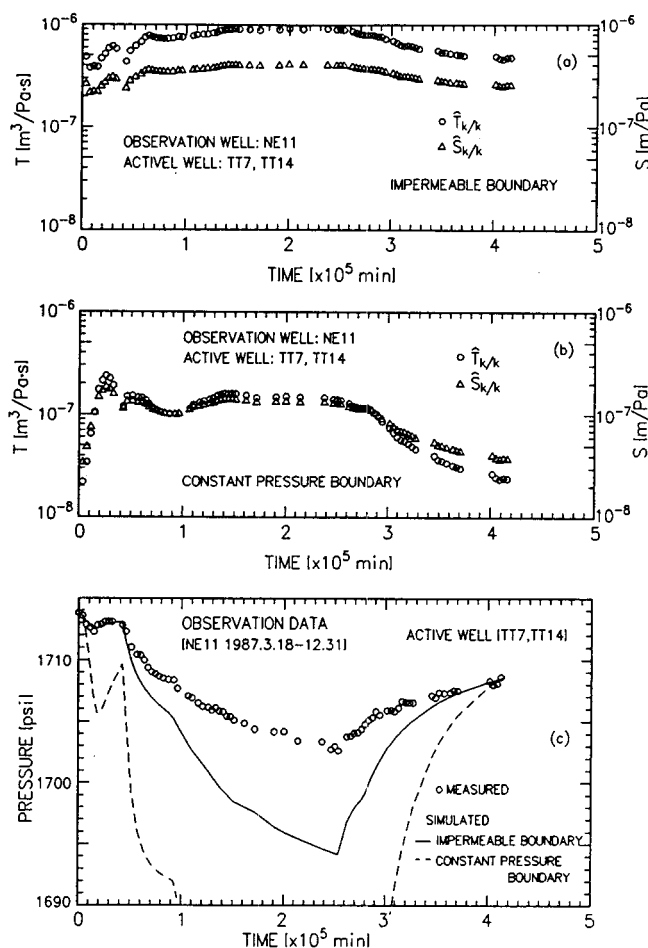 10⁻⁶
10⁻⁶
(a)
T [m³/Pa·s]
10⁻⁷
10⁻⁷
S [m/Pa]
OBSERVATION WELL: NE11
ACTIVEL WELL: TT7, TT14
○ T̂k/k
△ Ŝk/k
IMPERMEABLE BOUNDARY
10⁻⁸
10⁻⁸
0 1 2 3 4 5
TIME [x10⁵ min]
10⁻⁶
10⁻⁶
OBSERVATION WELL: NE11
ACTIVE WELL: TT7, TT14
○ T̂k/k
△ Ŝk/k
(b)
T [m³/Pa·s]
10⁻⁷
10⁻⁷
S [m/Pa]
CONSTANT PRESSURE BOUNDARY
10⁻⁸
10⁻⁸
0 1 2 3 4 5
TIME [x10⁵ min]
OBSERVATION DATA
[NE11 1987.3.18-12.31]
ACTIVE WELL [TT7,TT14]
1710
(c)
PRESSURE [psi]
1700
○ MEASURED
SIMULATED
— IMPERMEABLE BOUNDARY
--- CONSTANT PRESSURE
BOUNDARY
1690
0 1 2 3 4 5
TIME [x10⁵ min]